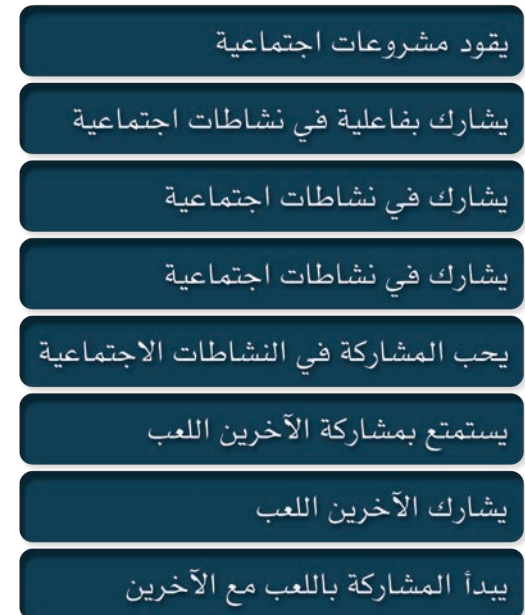 يقود مشروعات اجتماعية
يشارك بفاعلية في نشاطات اجتماعية
يشارك في نشاطات اجتماعية
يشارك في نشاطات اجتماعية
يحب المشاركة في النشاطات الاجتماعية
يستمتع بمشاركة الآخرين اللعب
يشارك الآخرين اللعب
يبدأ المشاركة باللعب مع الآخرين